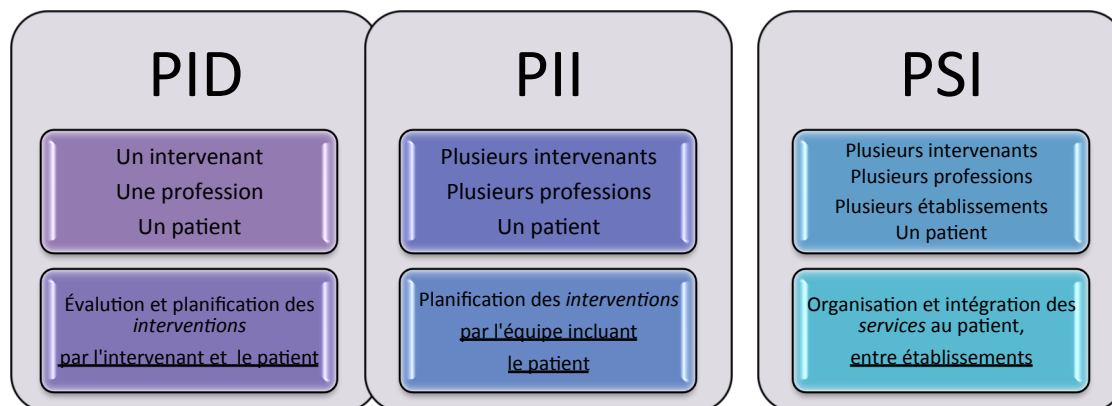 PID
Un intervenant
Une profession
Un patient
Évalution et planification des
interventions
par l'intervenant et le patient
PII
Plusieurs intervenants
Plusieurs professions
Un patient
Planification des interventions
par l'équipe incluant
le patient
PSI
Plusieurs intervenants
Plusieurs professions
Plusieurs établissements
Un patient
Organisation et intégration des
services au patient,
entre établissements